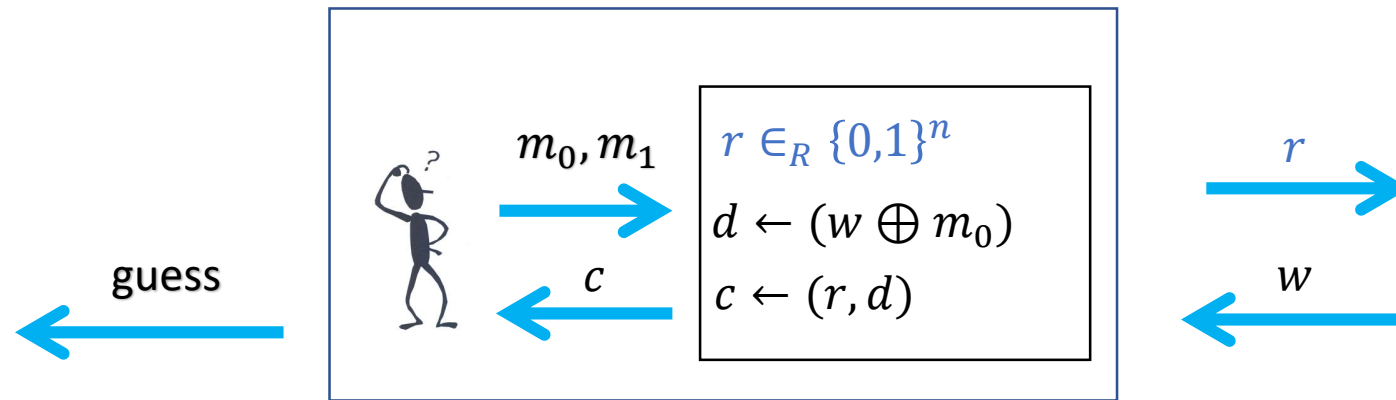 guess
m₀, m₁
?
c
r ∈_R {0,1}ⁿ
d ← (w ⊕ m₀)
c ← (r, d)
r
w